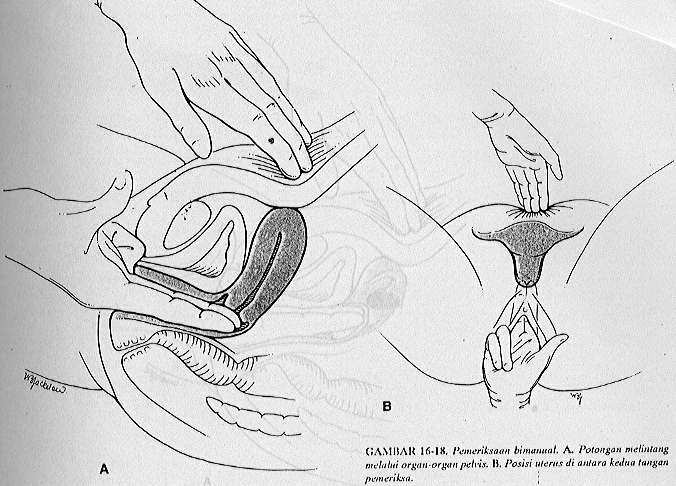 A
B
GAMBAR 16-18. Pemeriksaan bimanual. A. Potongan melintang
melalui organ-organ pelvis. B. Posisi uterus di antara kedua tangan
pemeriksa.